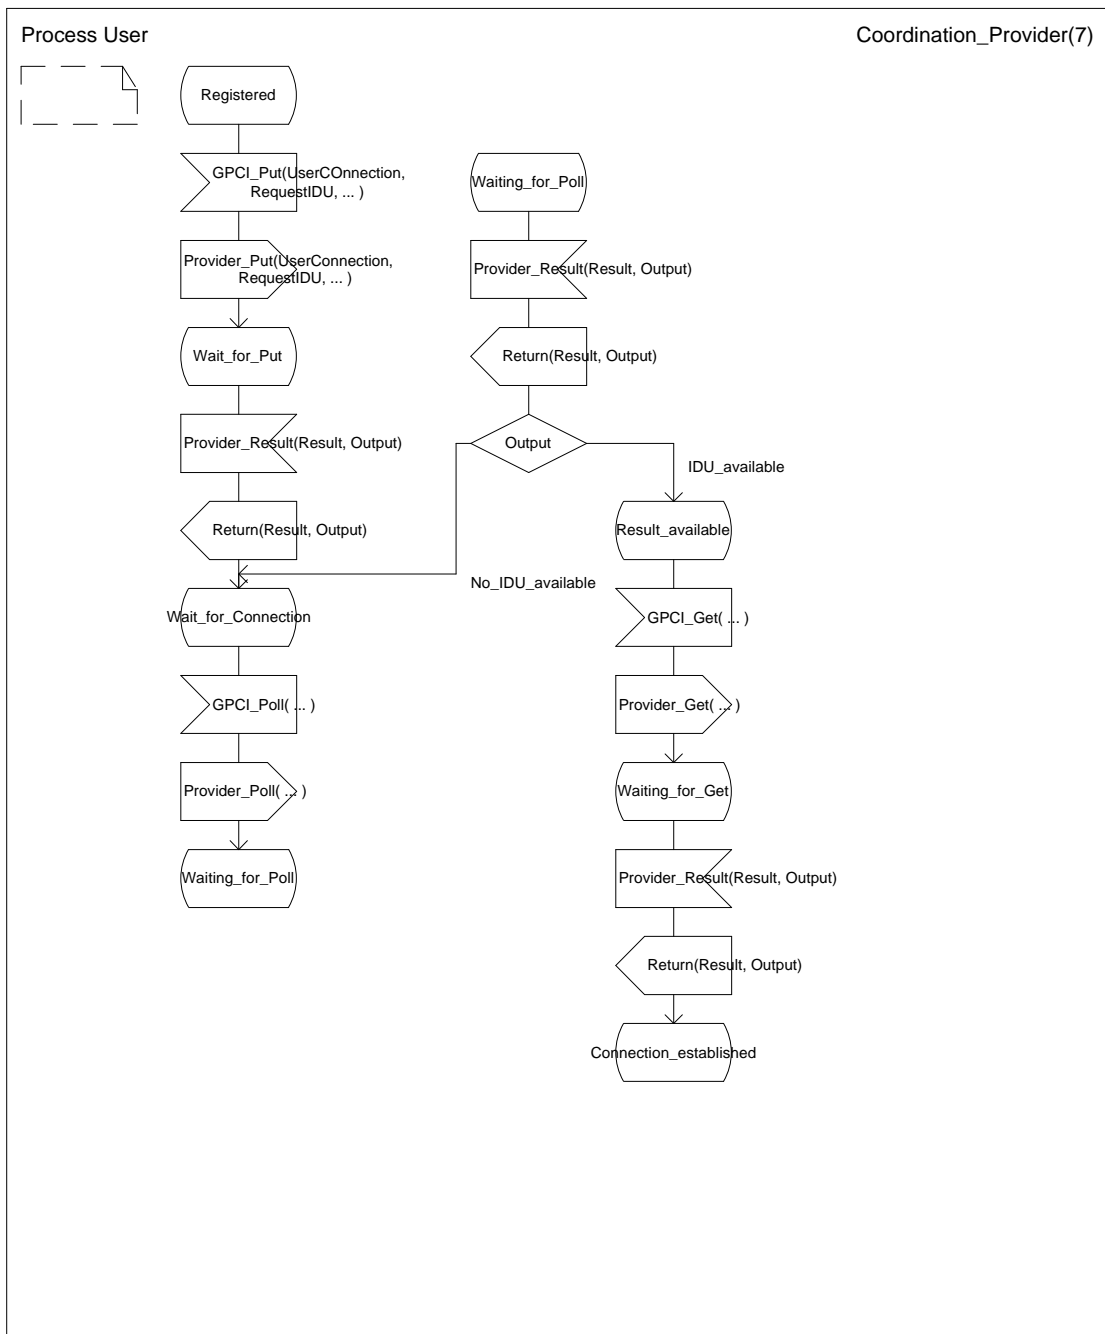 Process User
Coordination_Provider(7)
Registered
GPCI_Put(UserCOnnection,
RequestIDU, ... )
Provider_Put(UserConnection,
RequestIDU, ... )
Wait_for_Put
Provider_Result(Result, Output)
Return(Result, Output)
Wait_for_Connection
GPCI_Poll( ... )
Provider_Poll( ... )
Waiting_for_Poll
Waiting_for_Poll
Provider_Result(Result, Output)
Return(Result, Output)
Output
No_IDU_available
IDU_available
Result_available
GPCI_Get( ... )
Provider_Get( ... )
Waiting_for_Get
Provider_Result(Result, Output)
Return(Result, Output)
Connection_established